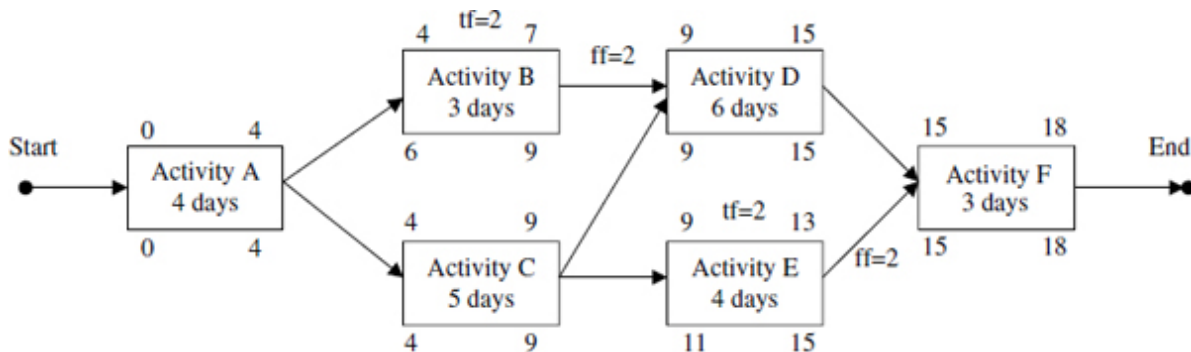 Start
0 4
Activity A
4 days
0 4
tf=2
4 7
Activity B
3 days
6 9
ff=2
4 9
Activity C
5 days
4 9
9 15
Activity D
6 days
9 15
tf=2
9 13
Activity E
4 days
11 15
ff=2
15 18
Activity F
3 days
15 18
End